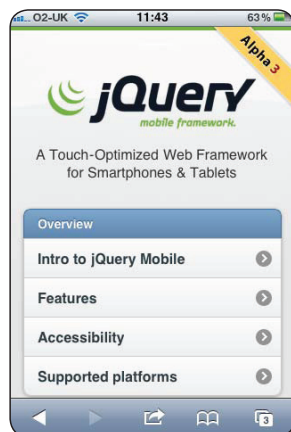 O2-UK 11:43 63%
Alpha 3
jQuery
mobile framework.
A Touch-Optimized Web Framework
for Smartphones & Tablets
Overview
Intro to jQuery Mobile
Features
Accessibility
Supported platforms
3